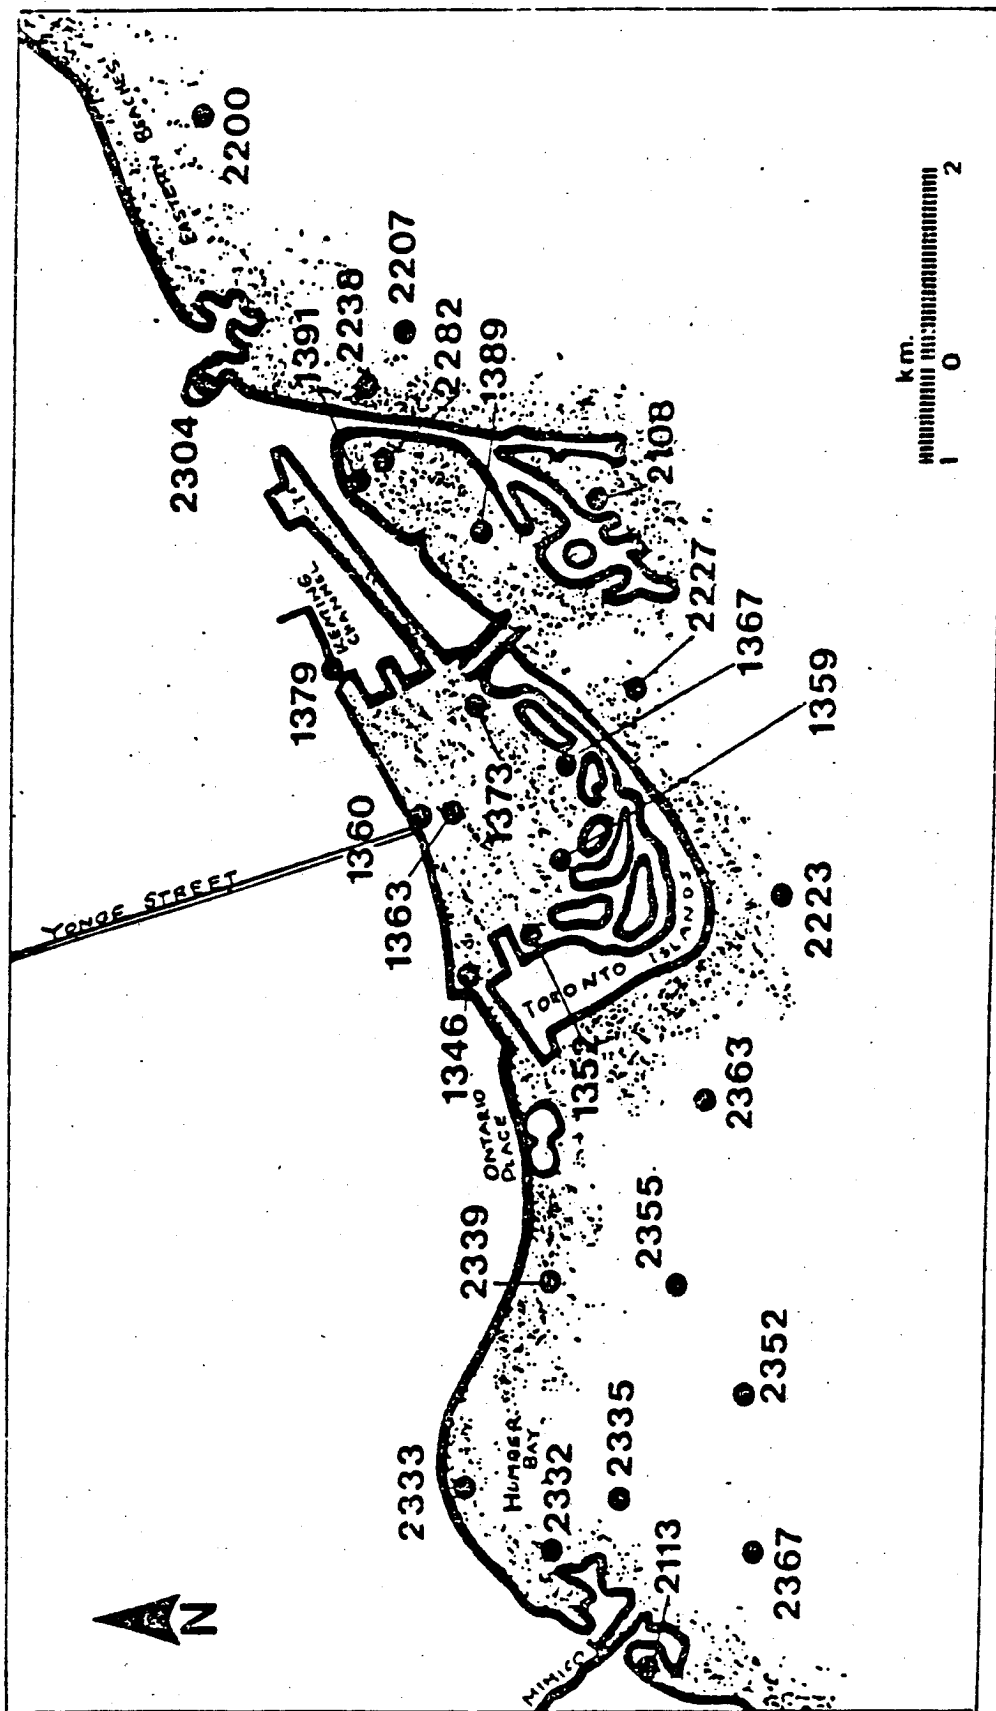 N
MIMICO
2113
2367
2332
2335
2333
HUMBER
BAY
2352
2339
2355
ONTARIO
PLACE
2363
1346
1352
TORONTO
ISLANDS
YONGE STREET
1363
1360
1373
2223
1359
1367
2227
1379
KEATING
CHANNEL
2304
1391
2238
2207
2282
1389
2108
EASTERN BEACHES
2200
km.
1 0 2